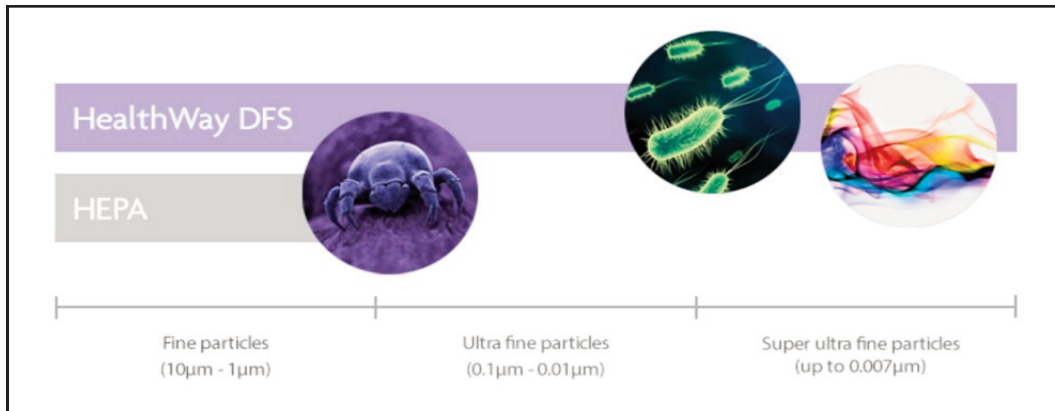 HealthWay DFS
HEPA
Fine particles
(10µm - 1µm)
Ultra fine particles
(0.1µm - 0.01µm)
Super ultra fine particles
(up to 0.007µm)